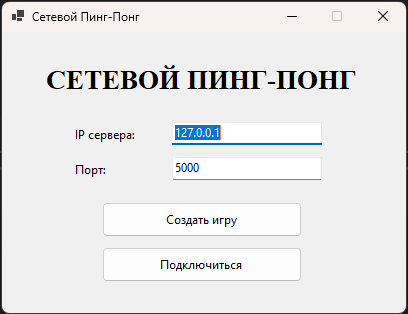 Сетевой Пинг-Понг
СЕТЕВОЙ ПИНГ-ПОНГ
IP сервера: 127.0.0.1
Порт: 5000
Создать игру
Подключиться